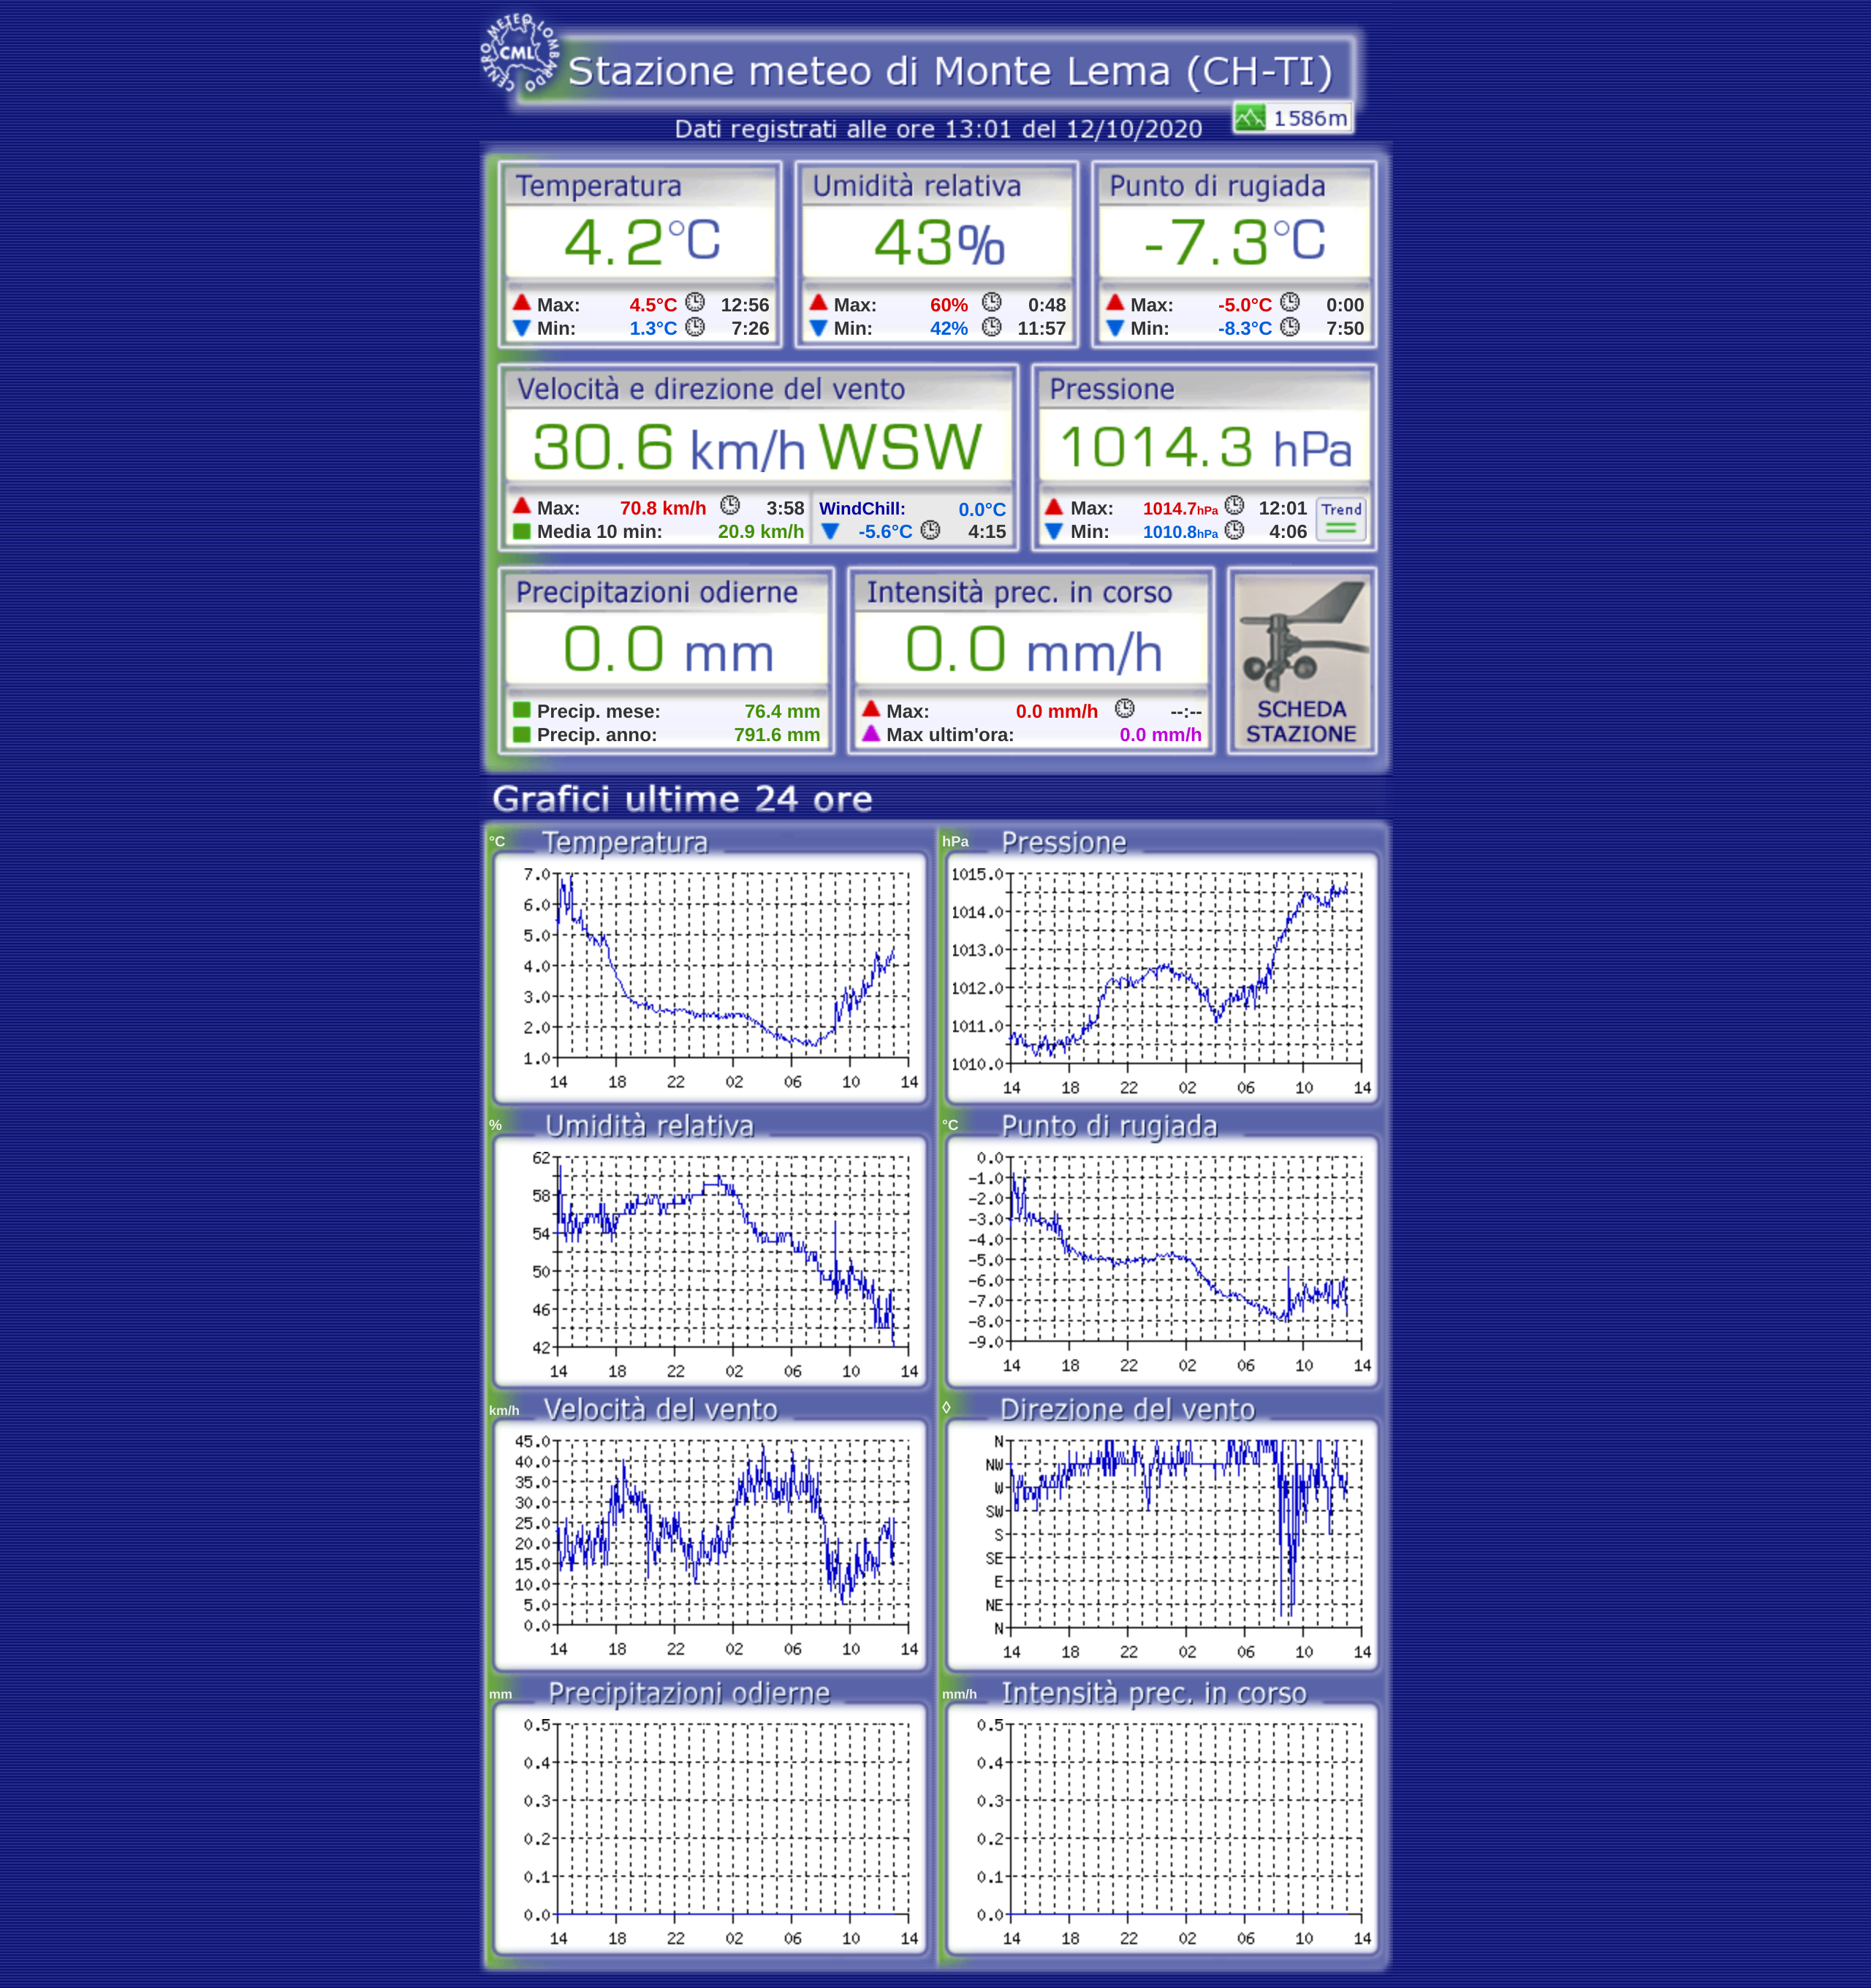 CENTRO METEO LOMBARDO
CML
Stazione meteo di Monte Lema (CH-TI)
1586m
Dati registrati alle ore 13:01 del 12/10/2020
Temperatura
4.2°C
Max: 4.5°C 12:56
Min: 1.3°C 7:26
Umidità relativa
43%
Max: 60% 0:48
Min: 42% 11:57
Punto di rugiada
-7.3°C
Max: -5.0°C 0:00
Min: -8.3°C 7:50
Velocità e direzione del vento
30.6 km/h WSW
Max: 70.8 km/h 3:58
Media 10 min: 20.9 km/h
WindChill: 0.0°C
-5.6°C 4:15
Pressione
1014.3 hPa
Max: 1014.7hPa 12:01
Min: 1010.8hPa 4:06
Trend
Precipitazioni odierne
0.0 mm
Precip. mese: 76.4 mm
Precip. anno: 791.6 mm
Intensità prec. in corso
0.0 mm/h
Max: 0.0 mm/h --:--
Max ultim'ora: 0.0 mm/h
SCHEDA
STAZIONE
Grafici ultime 24 ore
°C Temperatura
7.0
6.0
5.0
4.0
3.0
2.0
1.0
14 18 22 02 06 10 14
hPa Pressione
1015.0
1014.0
1013.0
1012.0
1011.0
1010.0
14 18 22 02 06 10 14
% Umidità relativa
62
58
54
50
46
42
14 18 22 02 06 10 14
°C Punto di rugiada
0.0
-1.0
-2.0
-3.0
-4.0
-5.0
-6.0
-7.0
-8.0
-9.0
14 18 22 02 06 10 14
km/h Velocità del vento
45.0
40.0
35.0
30.0
25.0
20.0
15.0
10.0
5.0
0.0
14 18 22 02 06 10 14
◊ Direzione del vento
N
NW
W
SW
S
SE
E
NE
N
14 18 22 02 06 10 14
mm Precipitazioni odierne
0.5
0.4
0.3
0.2
0.1
0.0
14 18 22 02 06 10 14
mm/h Intensità prec. in corso
0.5
0.4
0.3
0.2
0.1
0.0
14 18 22 02 06 10 14